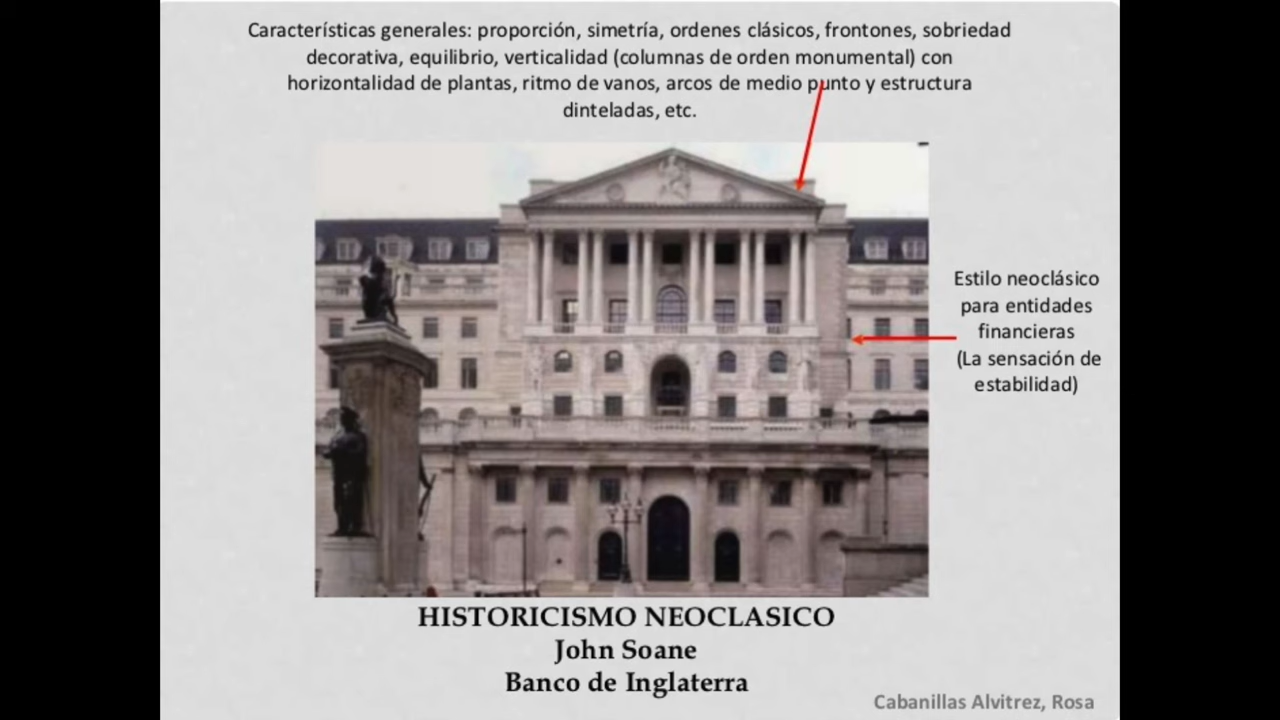 Características generales: proporción, simetría, ordenes clásicos, frontones, sobriedad
decorativa, equilibrio, verticalidad (columnas de orden monumental) con
horizontalidad de plantas, ritmo de vanos, arcos de medio punto y estructura
dinteladas, etc.
Estilo neoclásico
para entidades
financieras
(La sensación de
estabilidad)
HISTORICISMO NEOCLASICO
John Soane
Banco de Inglaterra
Cabanillas Alvitrez, Rosa